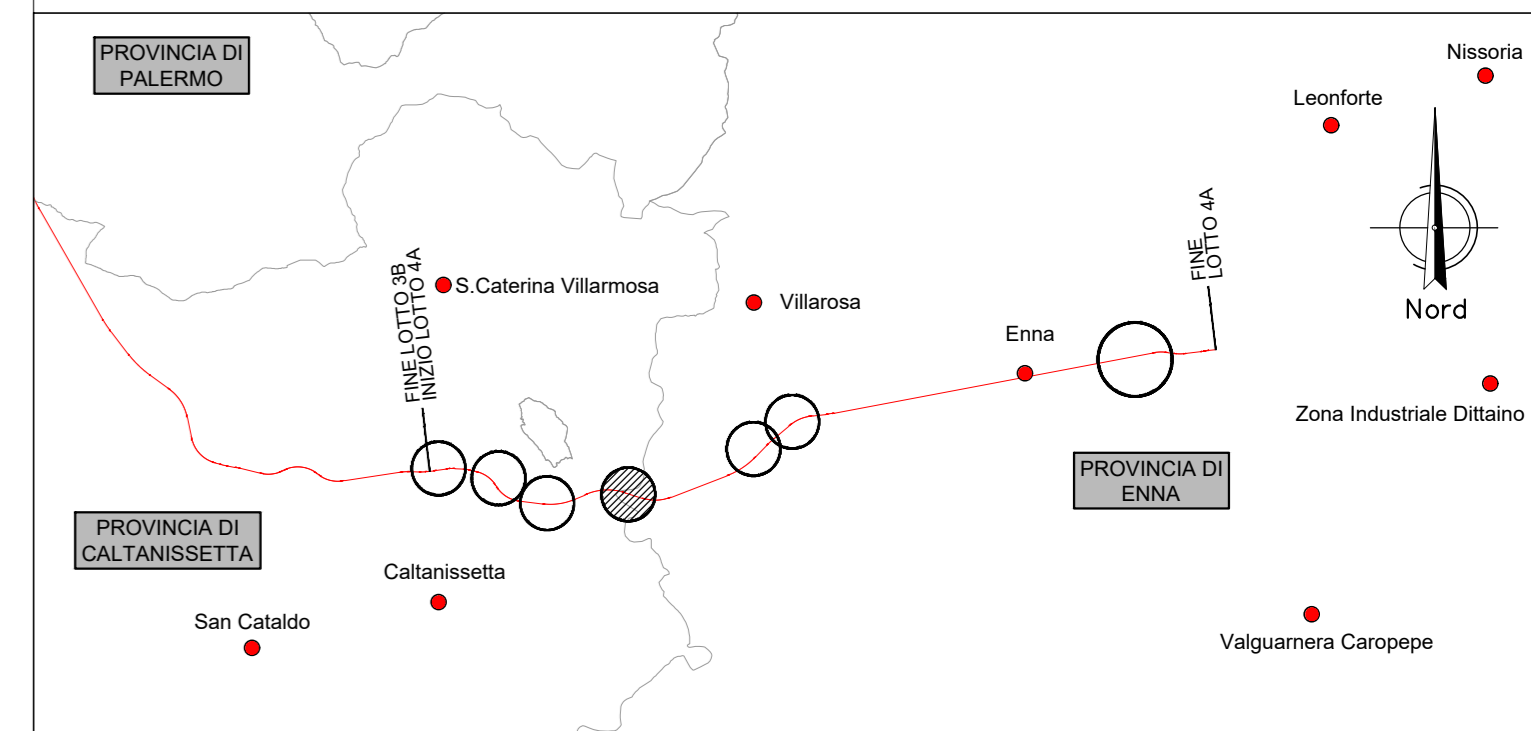 PROVINCIA DI
PALERMO
Nissoria
Leonforte
Nord
FINE
LOTTO 4A
FINE LOTTO 3B
INIZIO LOTTO 4A
S.Caterina Villarmosa
Villarosa
Enna
Zona Industriale Dittaino
PROVINCIA DI
ENNA
PROVINCIA DI
CALTANISSETTA
Caltanissetta
San Cataldo
Valguarnera Caropepe